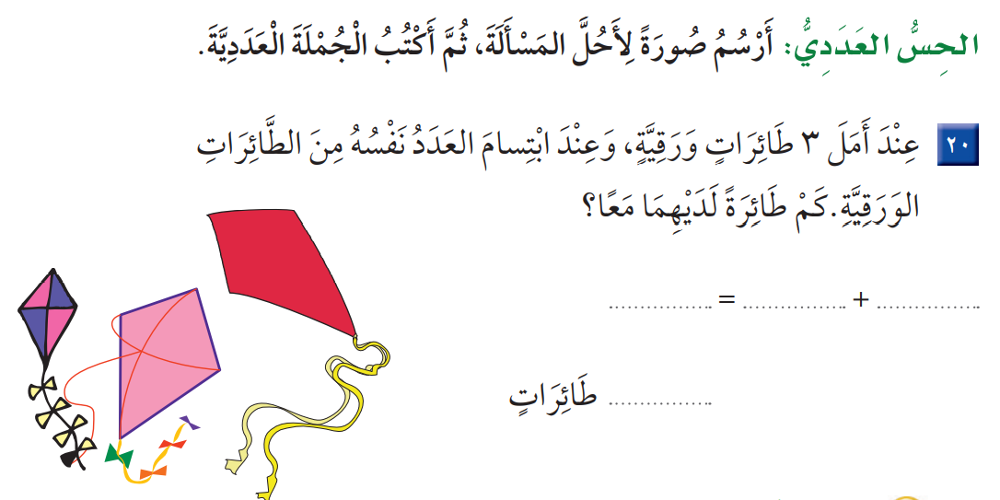 الحِسُّ العَدَدِيُّ: أَرْسُمُ صُورَةً لِأَحُلَّ المَسْأَلَةَ، ثُمَّ أَكْتُبُ الْجُمْلَةَ الْعَدَدِيَّةَ.
٢٠ عِنْدَ أَمَلَ ٣ طَائِرَاتٍ وَرَقِيَّةٍ، وَعِنْدَ ابْتِسامَ العَدَدُ نَفْسُهُ مِنَ الطَّائِرَاتِ
الوَرَقِيَّةِ.كَمْ طَائِرَةً لَدَيْهِمَا مَعًا؟
................ + ................ = ................
................ طَائِرَاتٍ